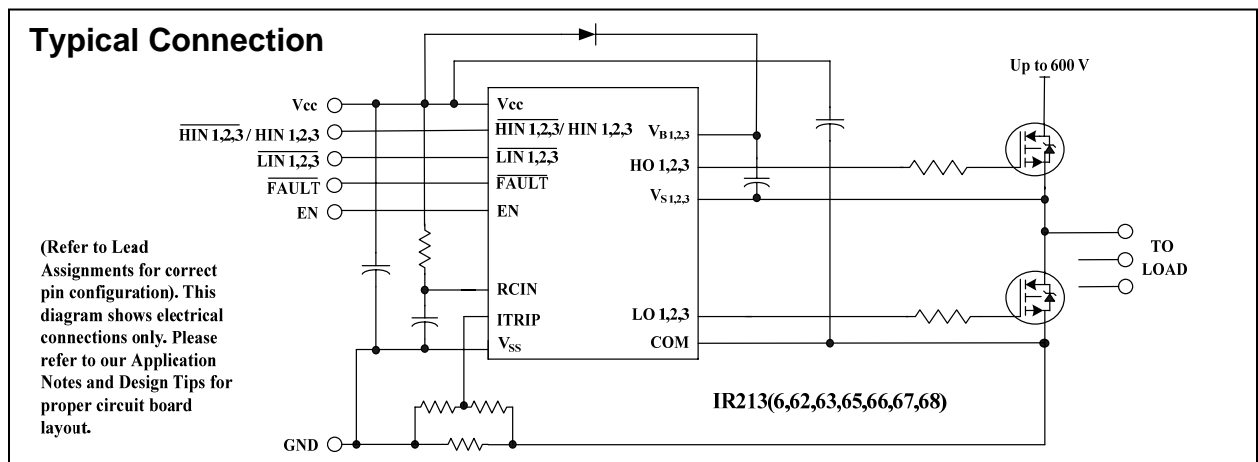 Typical Connection
Up to 600 V
Vcc
HIN 1,2,3 / HIN 1,2,3
LIN 1,2,3
FAULT
EN
Vcc
HIN 1,2,3/ HIN 1,2,3
LIN 1,2,3
FAULT
EN
RCIN
ITRIP
VSS
VB 1,2,3
HO 1,2,3
VS 1,2,3
LO 1,2,3
COM
TO
LOAD
(Refer to Lead
Assignments for correct
pin configuration). This
diagram shows electrical
connections only. Please
refer to our Application
Notes and Design Tips for
proper circuit board
layout.
IR213(6,62,63,65,66,67,68)
GND